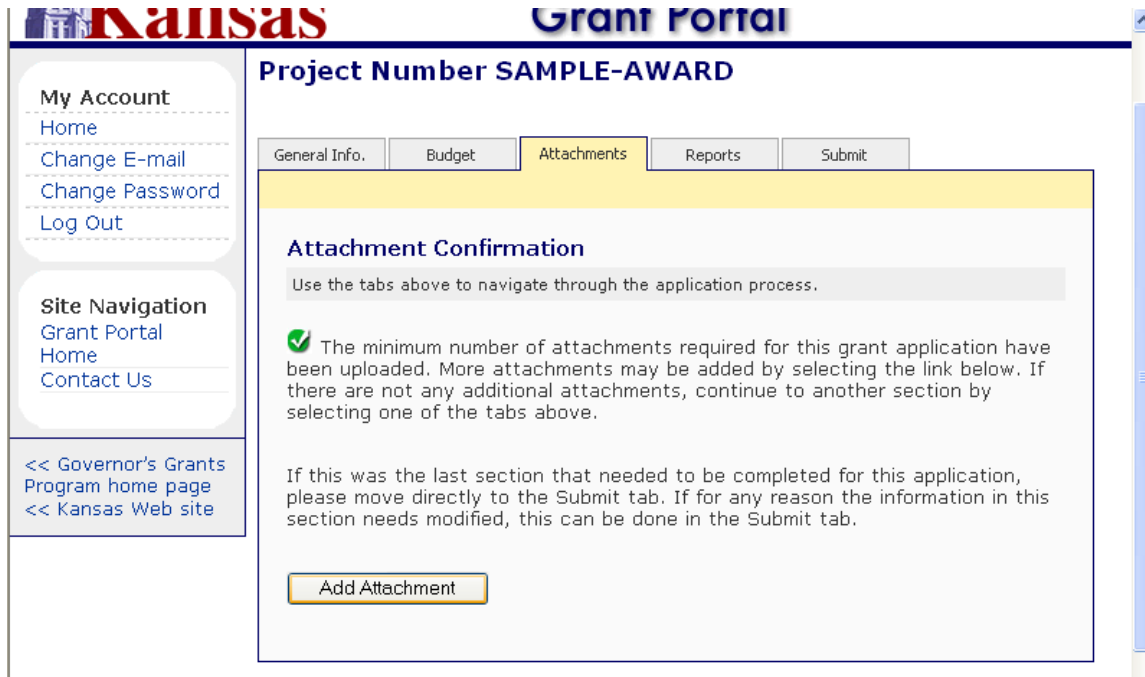 Kansas
Grant Portal
Project Number SAMPLE-AWARD
My Account
Home
Change E-mail
Change Password
Log Out
Site Navigation
Grant Portal
Home
Contact Us
<< Governor's Grants
Program home page
<< Kansas Web site
General Info.
Budget
Attachments
Reports
Submit
Attachment Confirmation
Use the tabs above to navigate through the application process.
The minimum number of attachments required for this grant application have
been uploaded. More attachments may be added by selecting the link below. If
there are not any additional attachments, continue to another section by
selecting one of the tabs above.
If this was the last section that needed to be completed for this application,
please move directly to the Submit tab. If for any reason the information in this
section needs modified, this can be done in the Submit tab.
Add Attachment